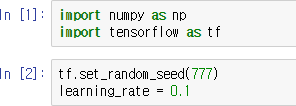 In [1]:
import numpy as np
import tensorflow as tf
In [2]:
tf.set_random_seed(777)
learning_rate = 0.1